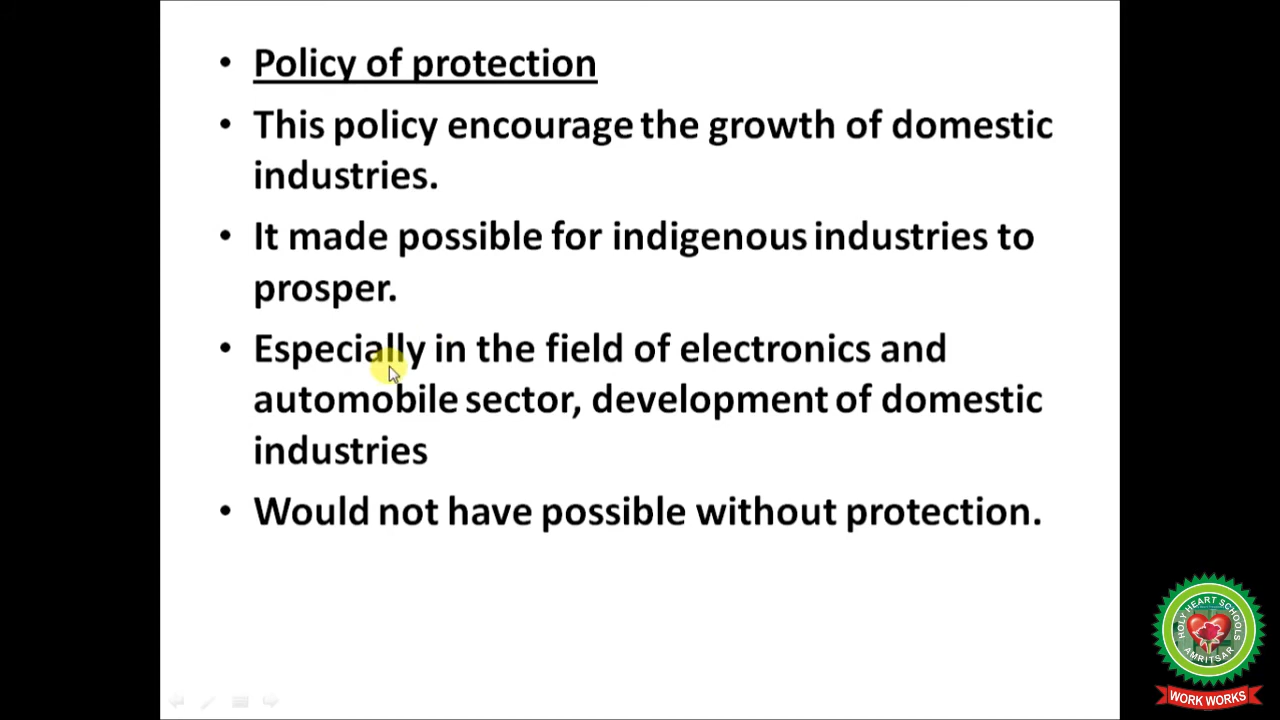 • Policy of protection
• This policy encourage the growth of domestic
industries.
• It made possible for indigenous industries to
prosper.
• Especially in the field of electronics and
automobile sector, development of domestic
industries
• Would not have possible without protection.
HOLY HEART SCHOOLS
AMRITSAR
WORK WORKS